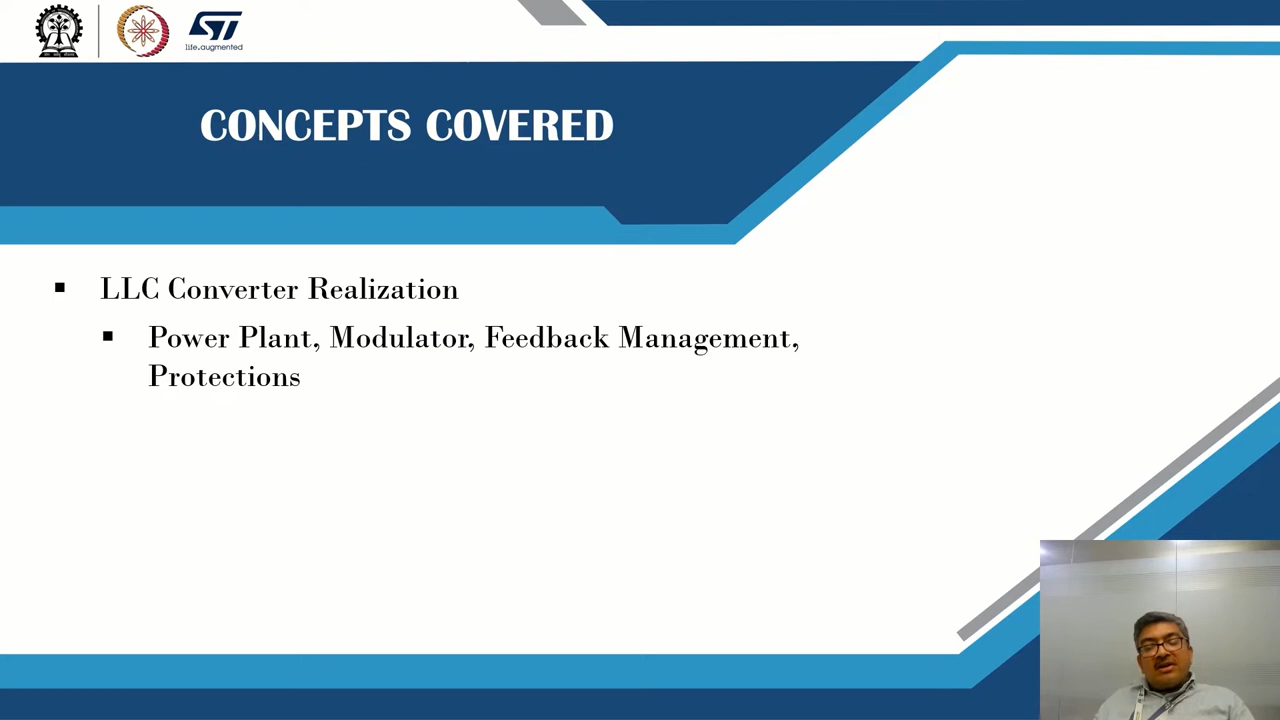 life.augmented
CONCEPTS COVERED
LLC Converter Realization
Power Plant, Modulator, Feedback Management,
Protections